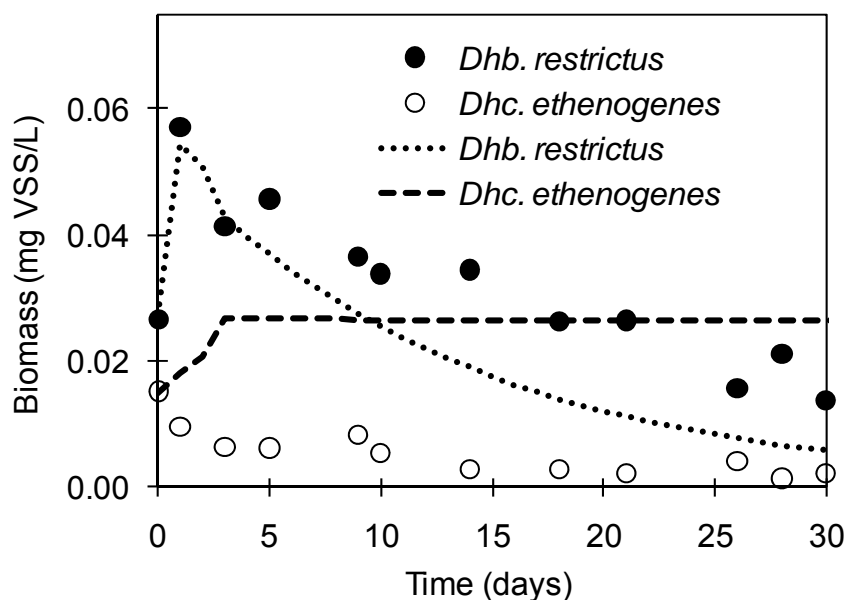 Dhb. restrictus
Dhc. ethenogenes
Dhb. restrictus
Dhc. ethenogenes
Biomass (mg VSS/L)
0.06
0.04
0.02
0.00
0 5 10 15 20 25 30
Time (days)